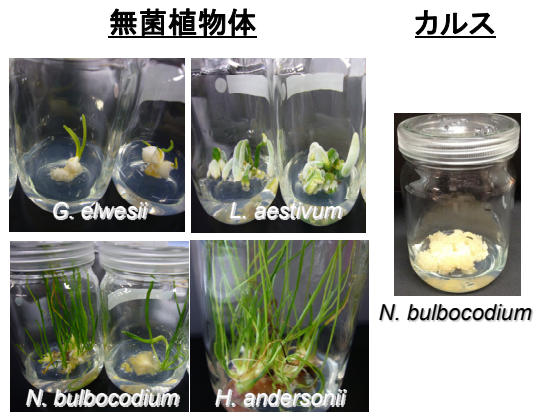 無菌植物体
カルス
G. elwesii
L. aestivum
N. bulbocodium
H. andersonii
N. bulbocodium